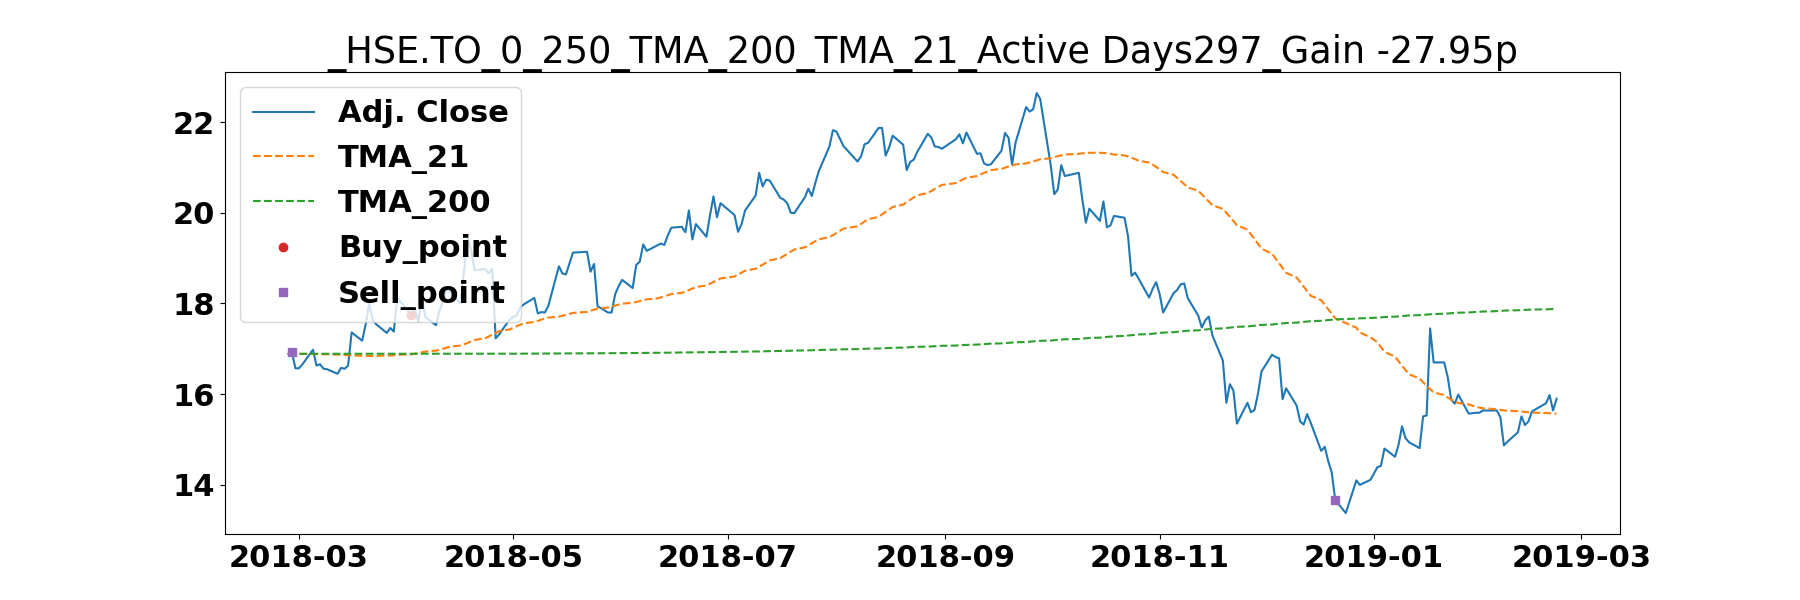 _HSE.TO_0_250_TMA_200_TMA_21_Active Days297_Gain -27.95p
Adj. Close
TMA_21
TMA_200
Buy_point
Sell_point
22
20
18
16
14
2018-03 2018-05 2018-07 2018-09 2018-11 2019-01 2019-03